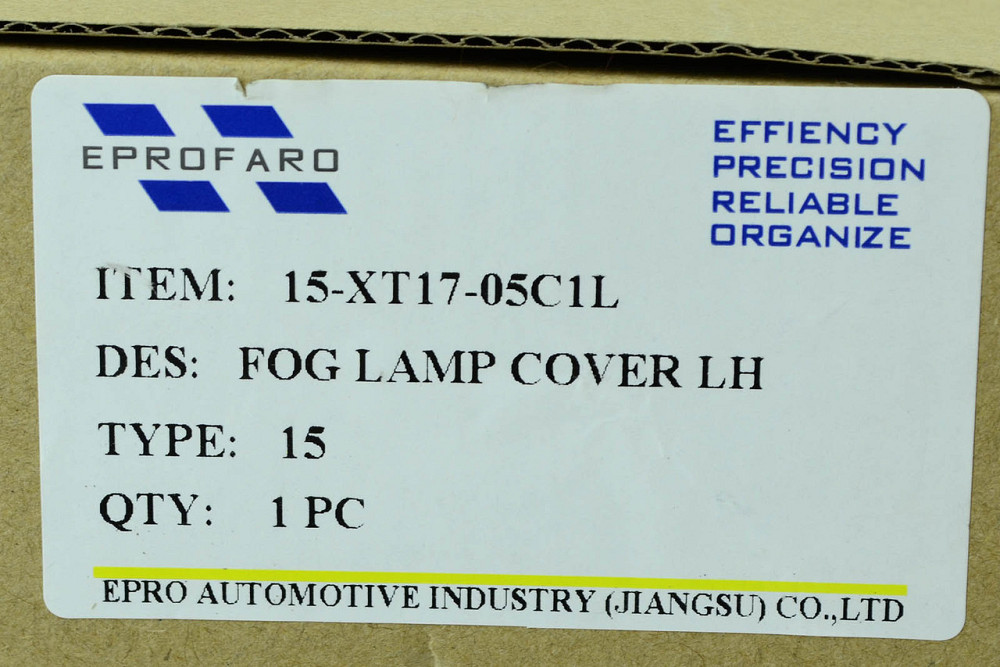 EPROFARO
EFFIENCY
PRECISION
RELIABLE
ORGANIZE
ITEM: 15-XT17-05C1L
DES: FOG LAMP COVER LH
TYPE: 15
QTY: 1 PC
EPRO AUTOMOTIVE INDUSTRY (JIANGSU) CO.,LTD